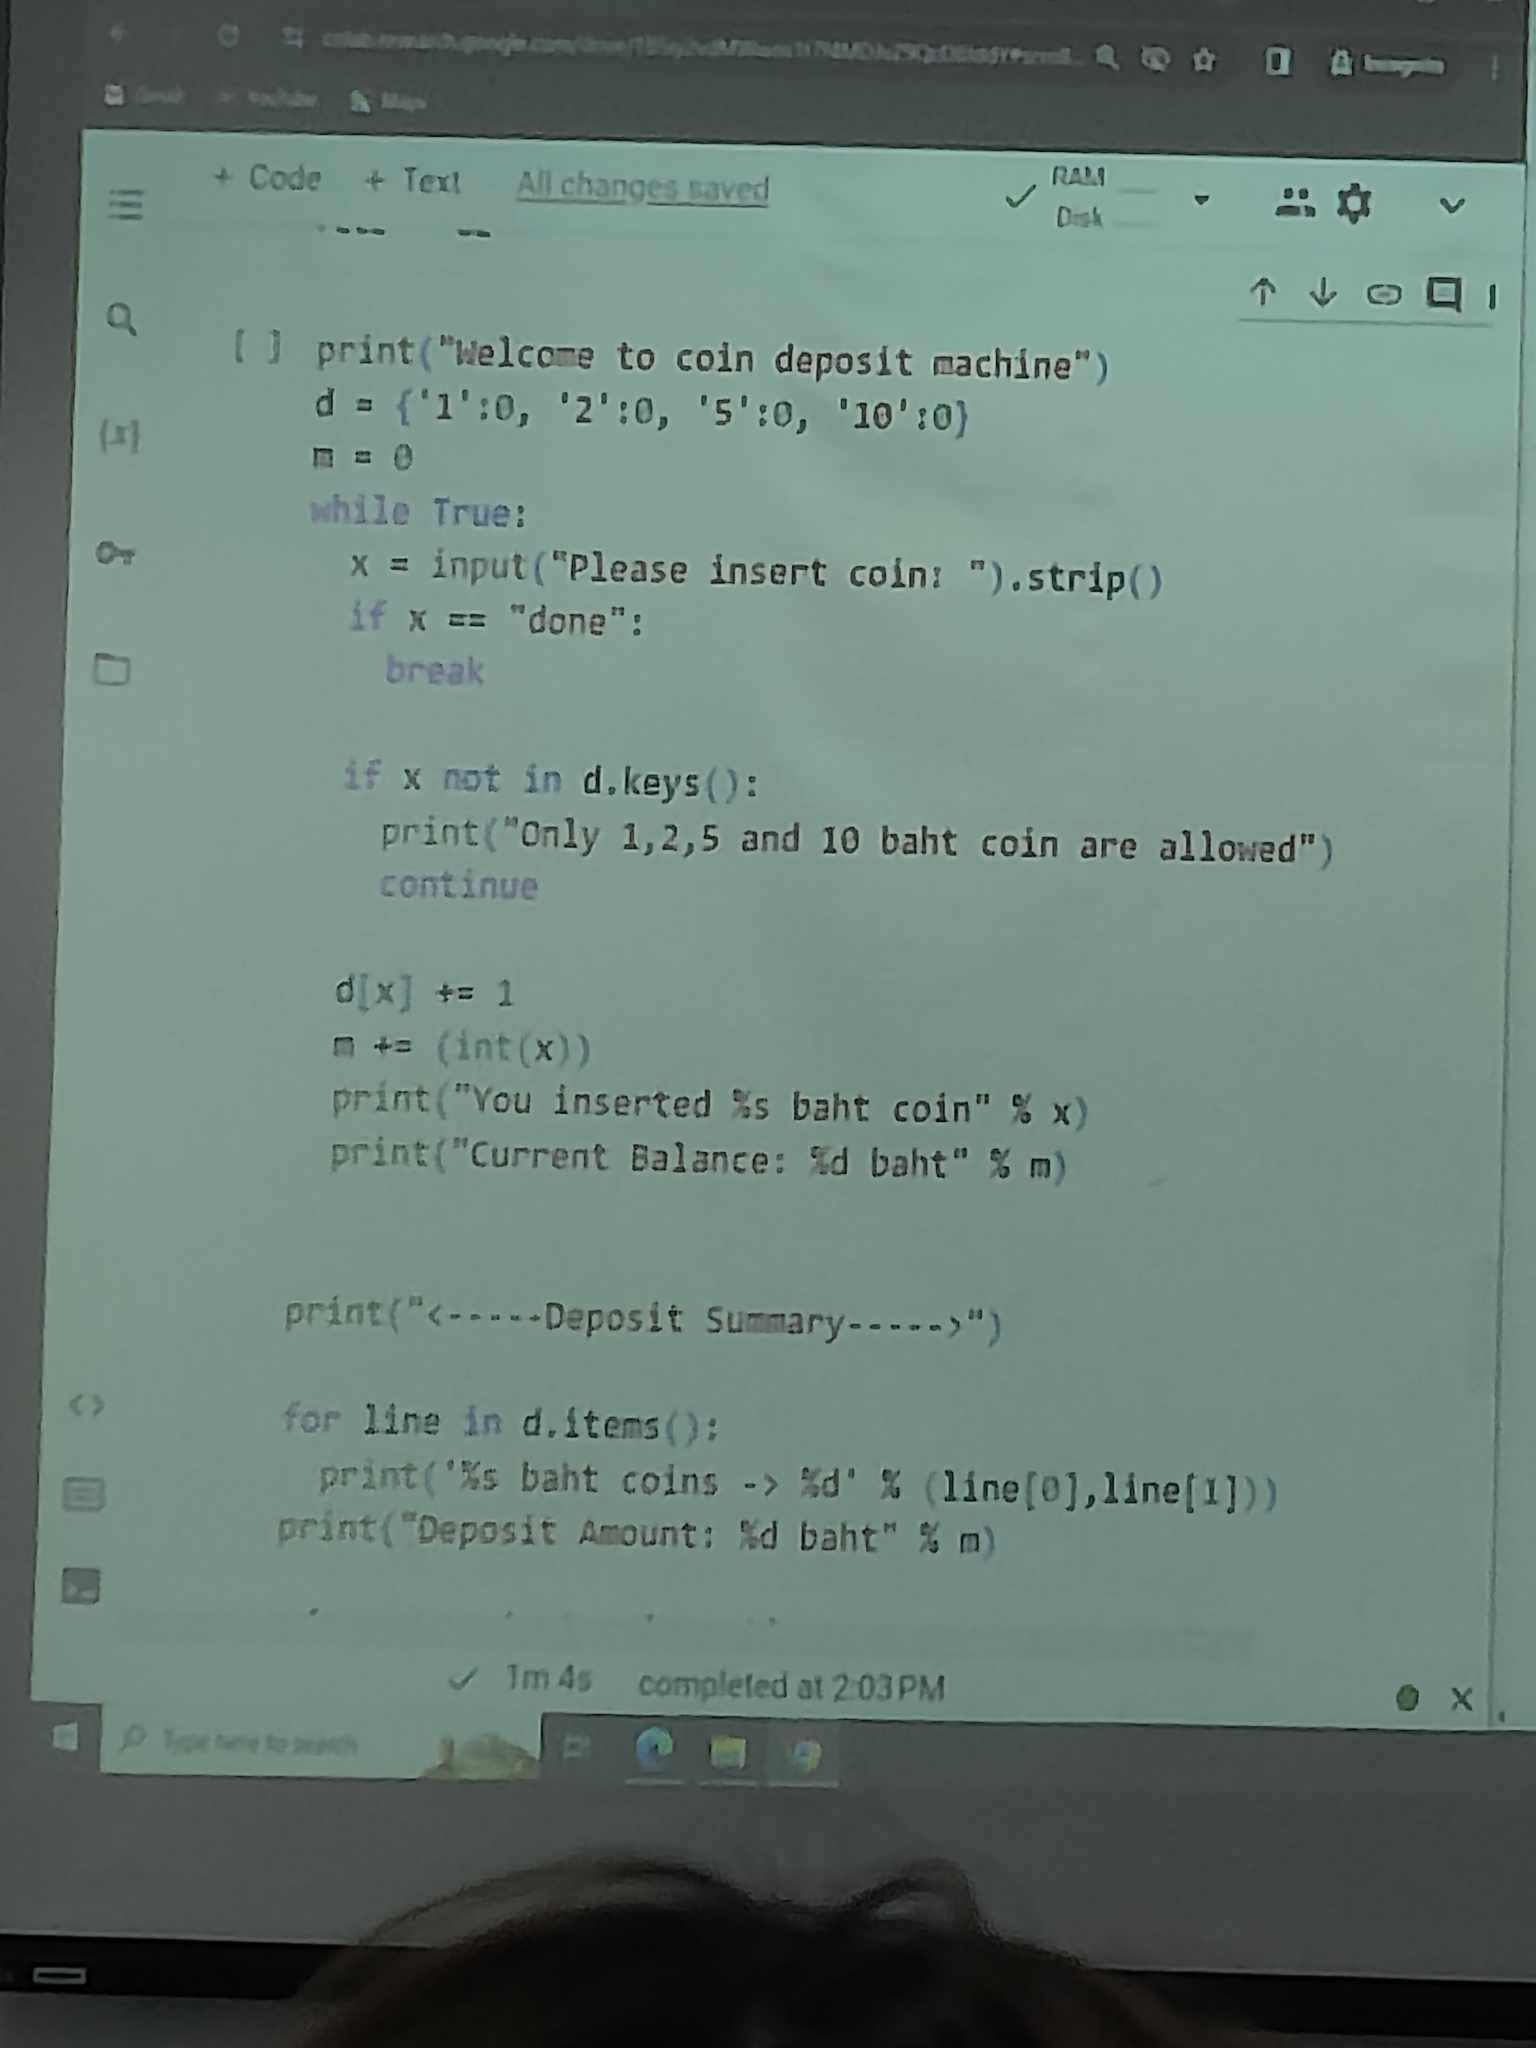 Gmail YouTube Maps
Incognito
+ Code + Text All changes saved
RAM
Disk
[ ] print("Welcome to coin deposit machine")
d = {'1':0, '2':0, '5':0, '10':0}
m = 0
while True:
x = input("Please insert coin: ").strip()
if x == "done":
break
if x not in d.keys():
print("Only 1,2,5 and 10 baht coin are allowed")
continue
d[x] += 1
m += (int(x))
print("You inserted %s baht coin" % x)
print("Current Balance: %d baht" % m)
print("<-----Deposit Summary----->")
for line in d.items():
print('%s baht coins -> %d' % (line[0],line[1]))
print("Deposit Amount: %d baht" % m)
1m 4s completed at 2:03 PM
Type here to search